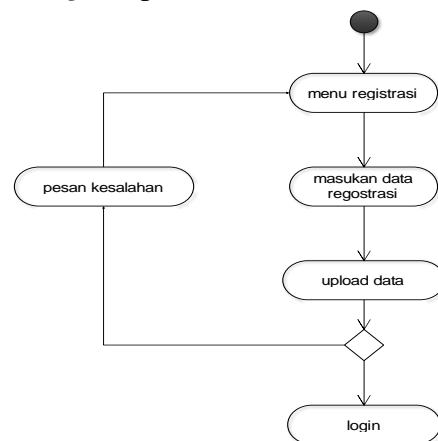 menu registrasi
pesan kesalahan
masukan data
regostrasi
upload data
login